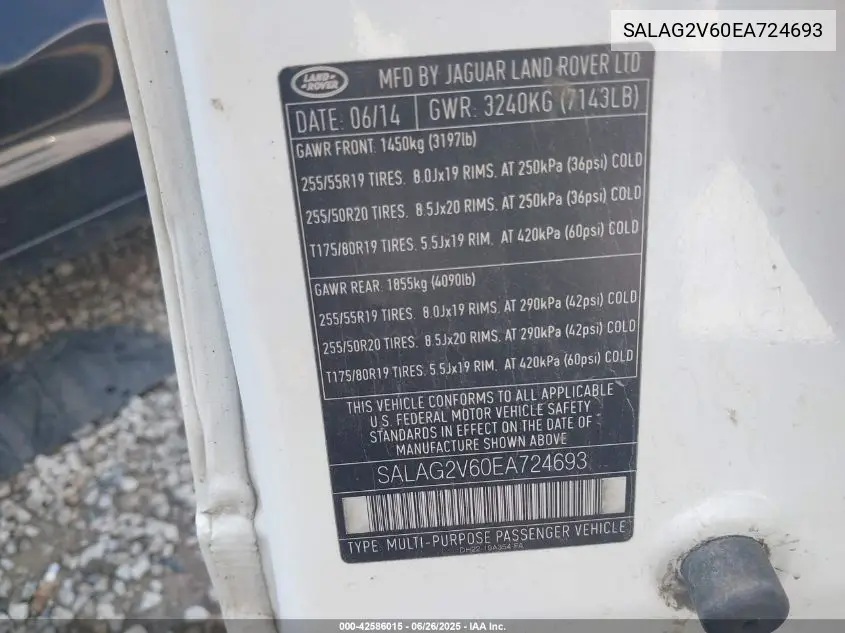 SALAG2V60EA724693
LAND ROVER
MFD BY JAGUAR LAND ROVER LTD
DATE: 06/14 GWR: 3240KG (7143LB)
GAWR FRONT: 1450kg (3197lb)
255/55R19 TIRES. 8.0Jx19 RIMS. AT 250kPa (36psi) COLD
255/50R20 TIRES. 8.5Jx20 RIMS. AT 250kPa (36psi) COLD
T175/80R19 TIRES. 5.5Jx19 RIM. AT 420kPa (60psi) COLD
GAWR REAR: 1855kg (4090lb)
255/55R19 TIRES. 8.0Jx19 RIMS. AT 290kPa (42psi) COLD
255/50R20 TIRES. 8.5Jx20 RIMS. AT 290kPa (42psi) COLD
T175/80R19 TIRES. 5.5Jx19 RIM. AT 420kPa (60psi) COLD
THIS VEHICLE CONFORMS TO ALL APPLICABLE
U.S. FEDERAL MOTOR VEHICLE SAFETY
STANDARDS IN EFFECT ON THE DATE OF
MANUFACTURE SHOWN ABOVE
SALAG2V60EA724693
TYPE: MULTI-PURPOSE PASSENGER VEHICLE
000-42586015 - 06/26/2025 - IAA Inc.